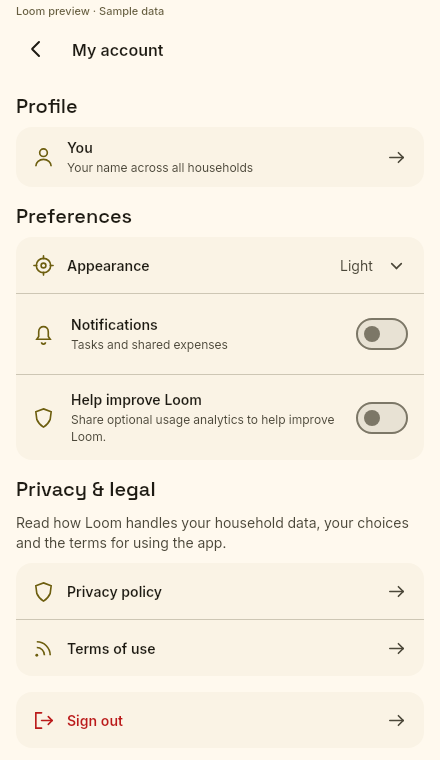 Loom preview · Sample data
My account
Profile
You
Your name across all households
Preferences
Appearance
Light
Notifications
Tasks and shared expenses
Help improve Loom
Share optional usage analytics to help improve
Loom.
Privacy & legal
Read how Loom handles your household data, your choices
and the terms for using the app.
Privacy policy
Terms of use
Sign out